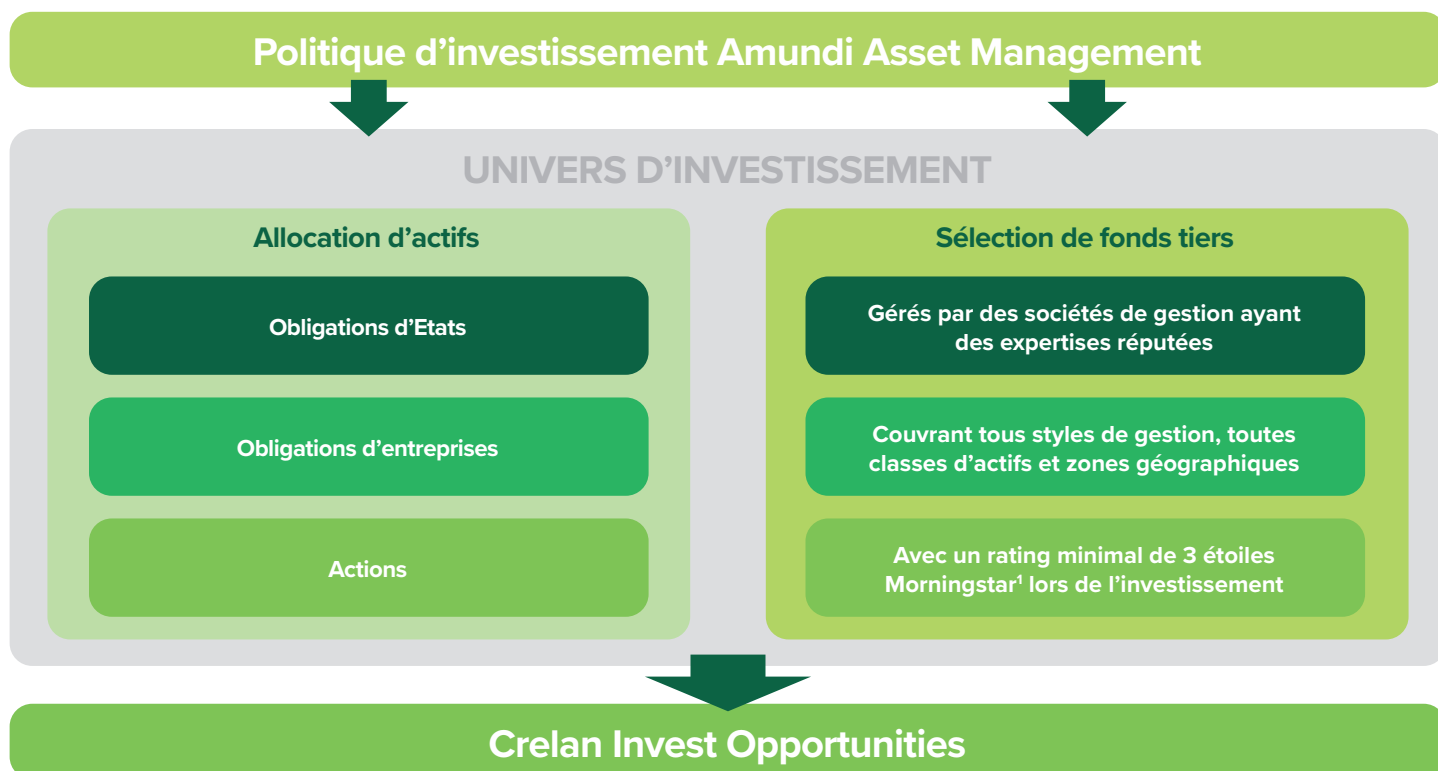 Politique d’investissement Amundi Asset Management
UNIVERS D’INVESTISSEMENT
Allocation d’actifs
Obligations d’Etats
Obligations d’entreprises
Actions
Sélection de fonds tiers
Gérés par des sociétés de gestion ayant
des expertises réputées
Couvrant tous styles de gestion, toutes
classes d’actifs et zones géographiques
Avec un rating minimal de 3 étoiles
Morningstar¹ lors de l’investissement
Crelan Invest Opportunities